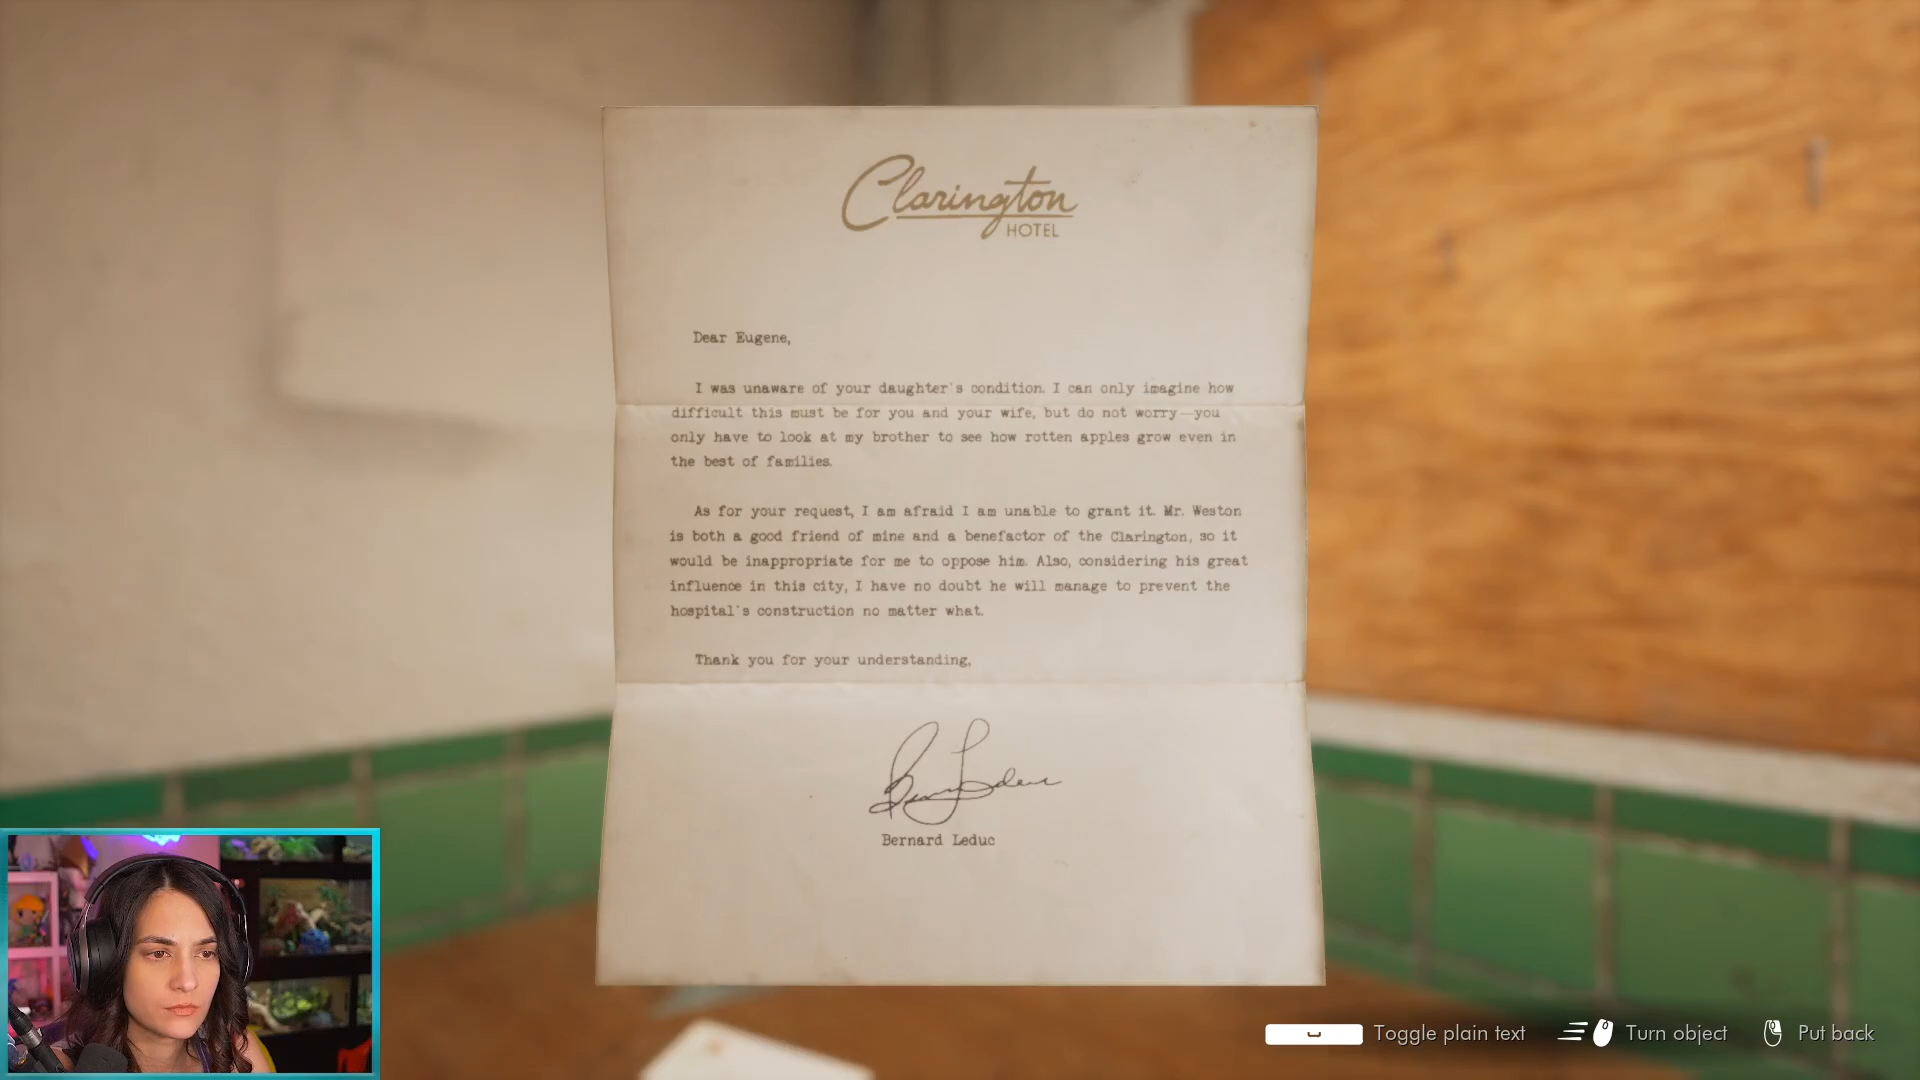 Clarington
HOTEL
Dear Eugene,
I was unaware of your daughter's condition. I can only imagine how
difficult this must be for you and your wife, but do not worry—you
only have to look at my brother to see how rotten apples grow even in
the best of families.
As for your request, I am afraid I am unable to grant it. Mr. Weston
is both a good friend of mine and a benefactor of the Clarington, so it
would be inappropriate for me to oppose him. Also, considering his great
influence in this city, I have no doubt he will manage to prevent the
hospital's construction no matter what.
Thank you for your understanding,
Bernard Leduc
Toggle plain text
Turn object
Put back